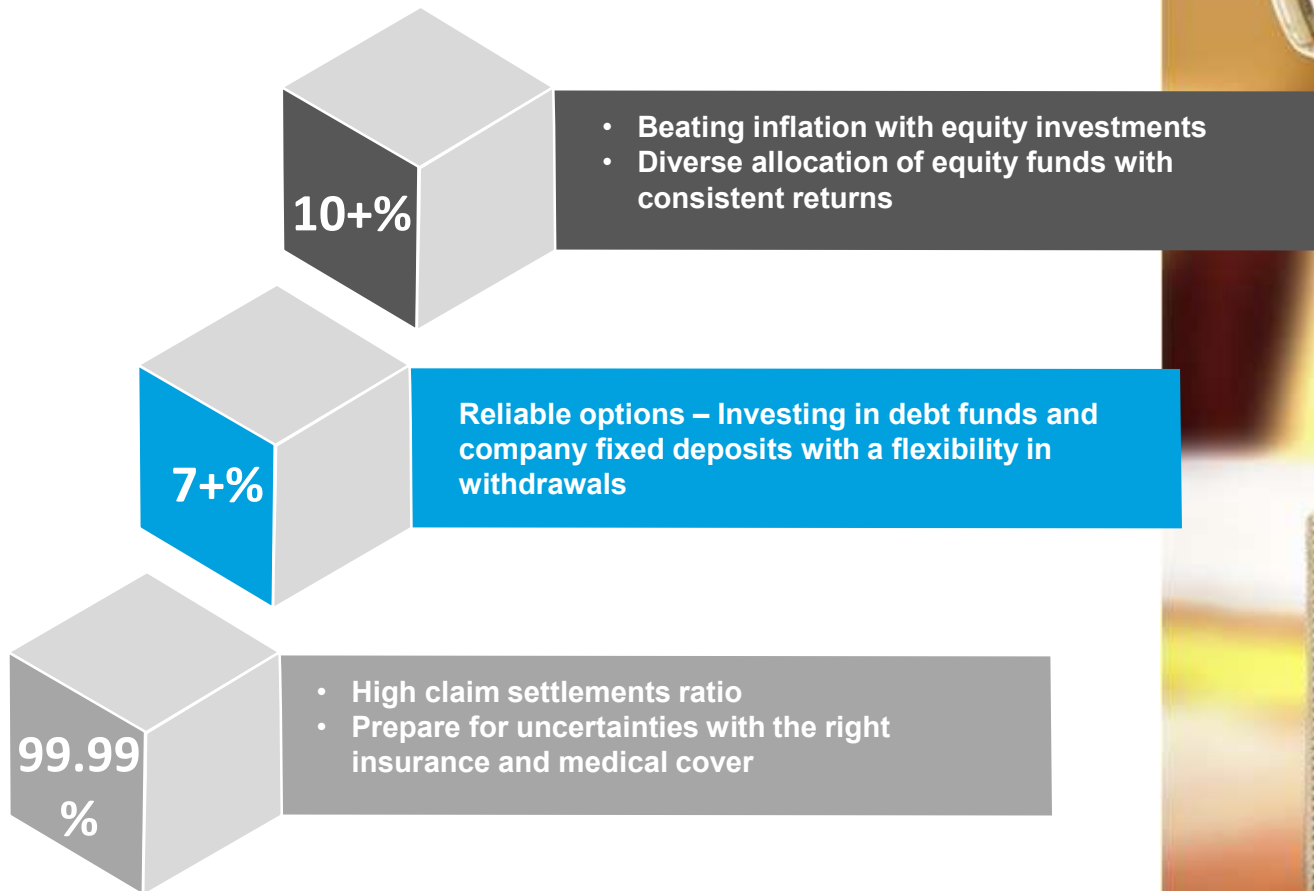 10+%
• Beating inflation with equity investments
• Diverse allocation of equity funds with
consistent returns
7+%
Reliable options – Investing in debt funds and
company fixed deposits with a flexibility in
withdrawals
99.99
%
• High claim settlements ratio
• Prepare for uncertainties with the right
insurance and medical cover